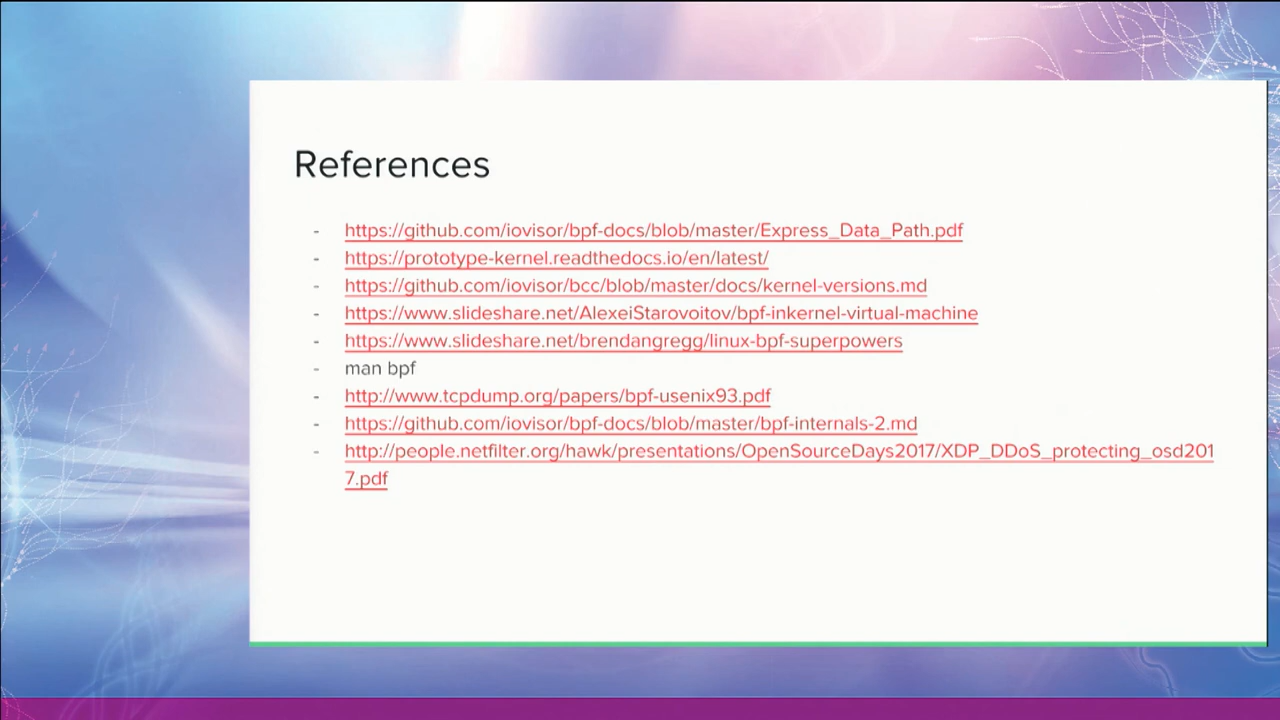 References
- https://github.com/iovisor/bpf-docs/blob/master/Express_Data_Path.pdf
- https://prototype-kernel.readthedocs.io/en/latest/
- https://github.com/iovisor/bcc/blob/master/docs/kernel-versions.md
- https://www.slideshare.net/AlexeiStarovoitov/bpf-inkernel-virtual-machine
- https://www.slideshare.net/brendangregg/linux-bpf-superpowers
- man bpf
- http://www.tcpdump.org/papers/bpf-usenix93.pdf
- https://github.com/iovisor/bpf-docs/blob/master/bpf-internals-2.md
- http://people.netfilter.org/hawk/presentations/OpenSourceDays2017/XDP_DDoS_protecting_osd201
7.pdf